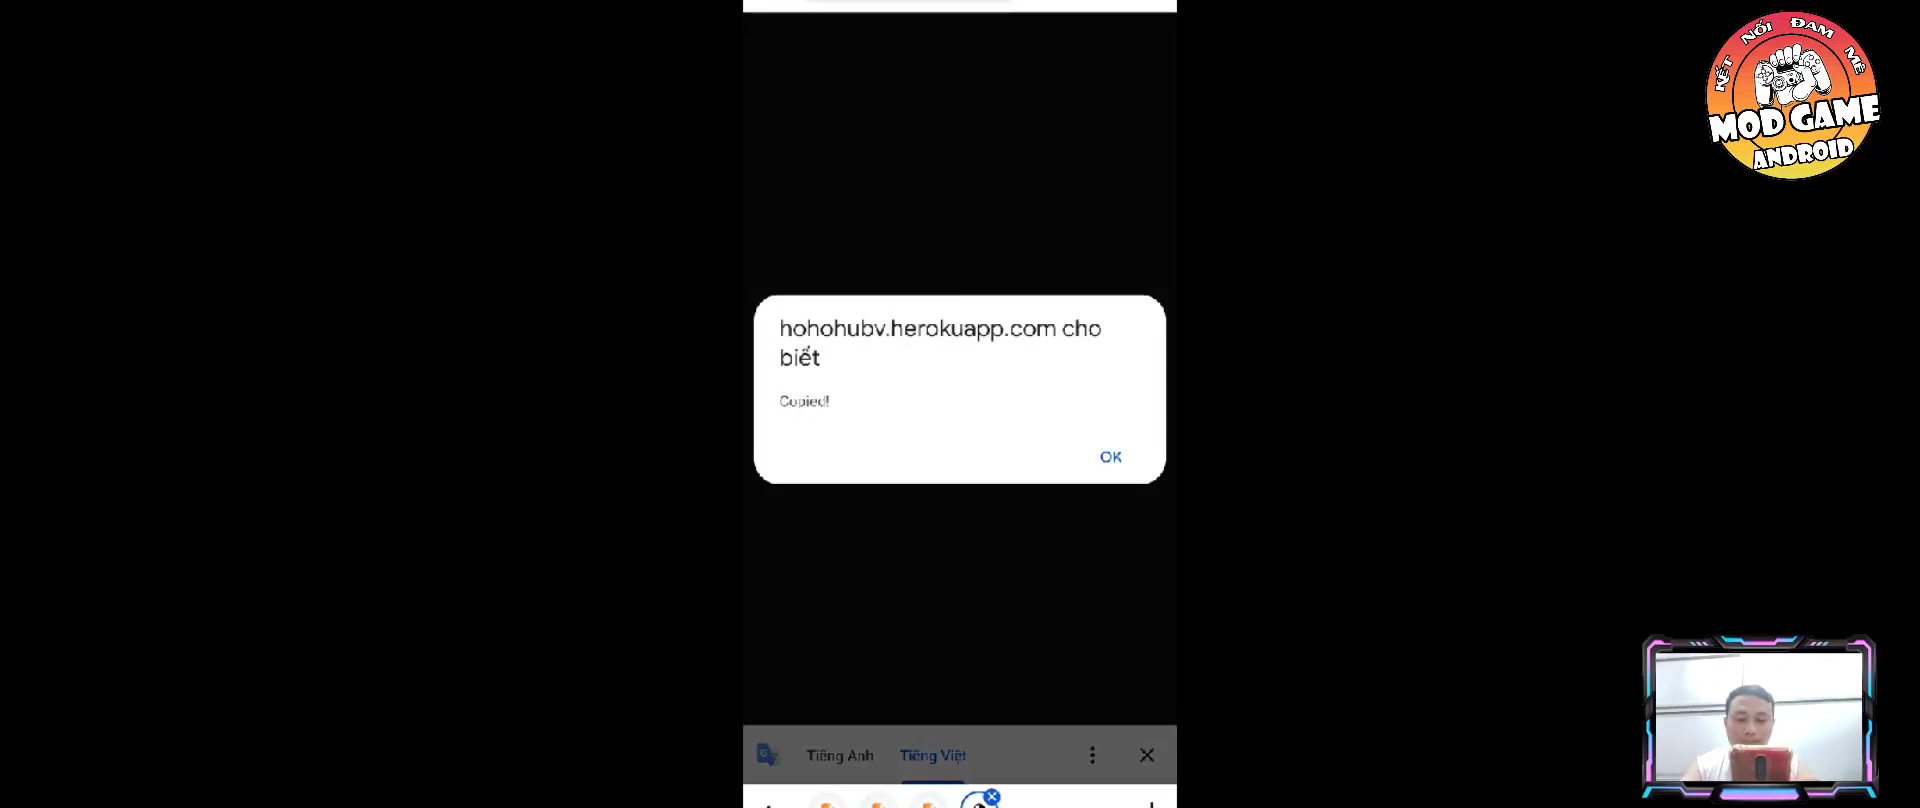 KẾT NỐI ĐAM MÊ
MOD GAME
ANDROID
hohohubv.herokuapp.com cho
biết
Copied!
OK
Tiếng Anh
Tiếng Việt